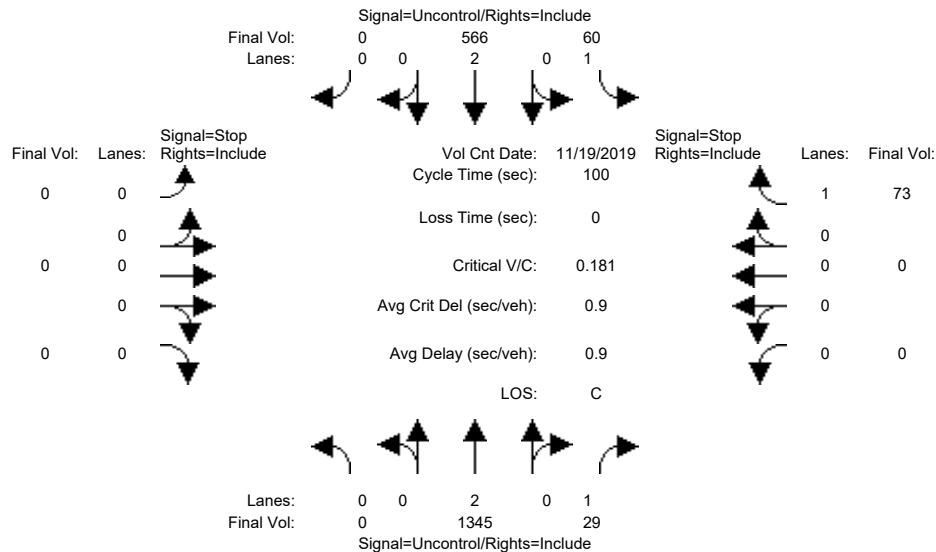 Signal=Uncontrol/Rights=Include
Final Vol: 0 566 60
Lanes: 0 0 2 0 1
Signal=Stop Signal=Stop
Final Vol: Lanes: Rights=Include Vol Cnt Date: 11/19/2019 Rights=Include Lanes: Final Vol:
Cycle Time (sec): 100
0 0 1 73
Loss Time (sec): 0
0 0
0 0 Critical V/C: 0.181 0 0
0 Avg Crit Del (sec/veh): 0.9 0
0 0 Avg Delay (sec/veh): 0.9 0 0
LOS: C
Lanes: 0 0 2 0 1
Final Vol: 0 1345 29
Signal=Uncontrol/Rights=Include